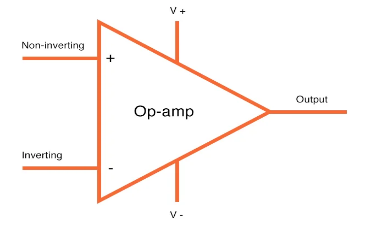 V +
Non-inverting
+
Output
Op-amp
Inverting
-
V -